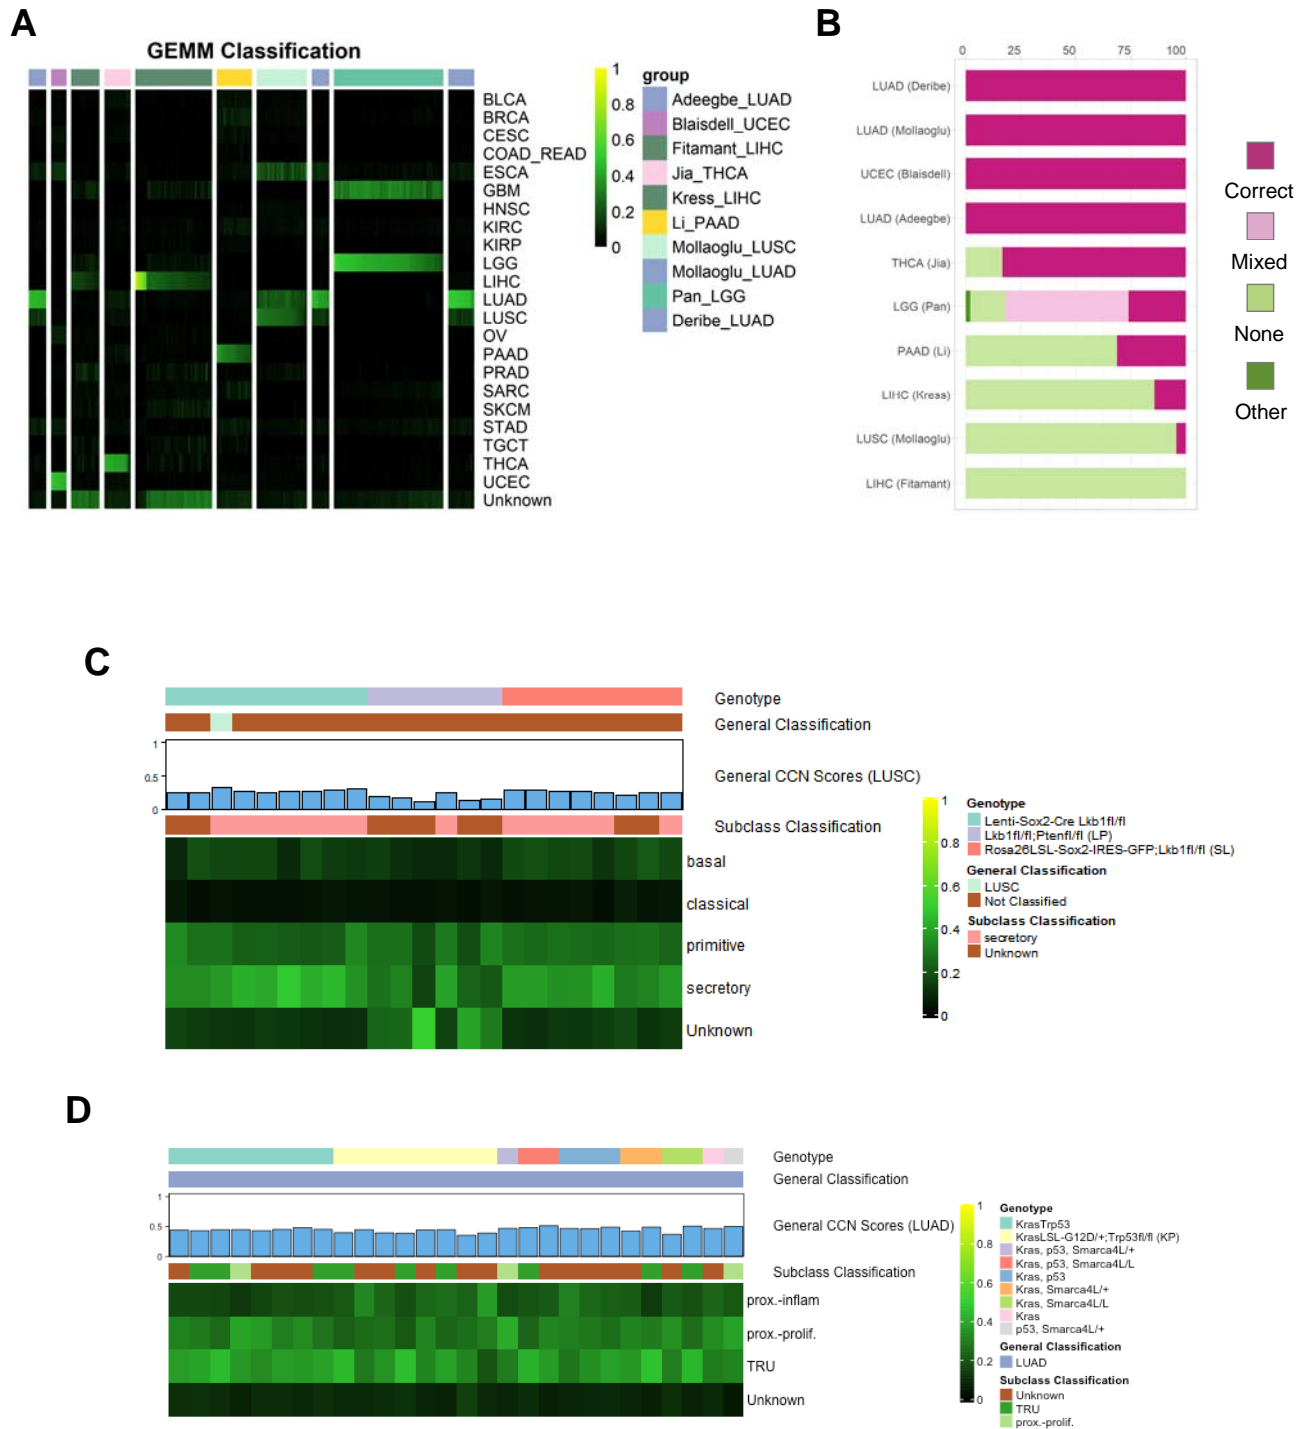 A
GEMM Classification
BLCA
BRCA
CESC
COAD_READ
ESCA
GBM
HNSC
KIRC
KIRP
LGG
LIHC
LUAD
LUSC
OV
PAAD
PRAD
SARC
SKCM
STAD
TGCT
THCA
UCEC
Unknown
1
0.8
0.6
0.4
0.2
0
group
Adeegbe_LUAD
Blaisdell_UCEC
Fitamant_LIHC
Jia_THCA
Kress_LIHC
Li_PAAD
Mollaoglu_LUSC
Mollaoglu_LUAD
Pan_LGG
Deribe_LUAD
B
0 25 50 75 100
LUAD (Deribe)
LUAD (Mollaoglu)
UCEC (Blaisdell)
LUAD (Adeegbe)
THCA (Jia)
LGG (Pan)
PAAD (Li)
LIHC (Kress)
LUSC (Mollaoglu)
LIHC (Fitamant)
Correct
Mixed
None
Other
C
Genotype
General Classification
1
0.5
0
General CCN Scores (LUSC)
Subclass Classification
basal
classical
primitive
secretory
Unknown
1
0.8
0.6
0.4
0.2
0
Genotype
Lenti-Sox2-Cre Lkb1fl/fl
Lkb1fl/fl;Ptenfl/fl (LP)
Rosa26LSL-Sox2-IRES-GFP;Lkb1fl/fl (SL)
General Classification
LUSC
Not Classified
Subclass Classification
secretory
Unknown
D
Genotype
General Classification
1
0.5
0
General CCN Scores (LUAD)
Subclass Classification
prox.-inflam
prox.-prolif.
TRU
Unknown
1
0.8
0.6
0.4
0.2
0
Genotype
KrasTrp53
KrasLSL-G12D/+;Trp53fl/fl (KP)
Kras, p53, Smarca4L/+
Kras, p53, Smarca4L/L
Kras, p53
Kras, Smarca4L/+
Kras, Smarca4L/L
Kras
p53, Smarca4L/+
General Classification
LUAD
Subclass Classification
Unknown
TRU
prox.-prolif.